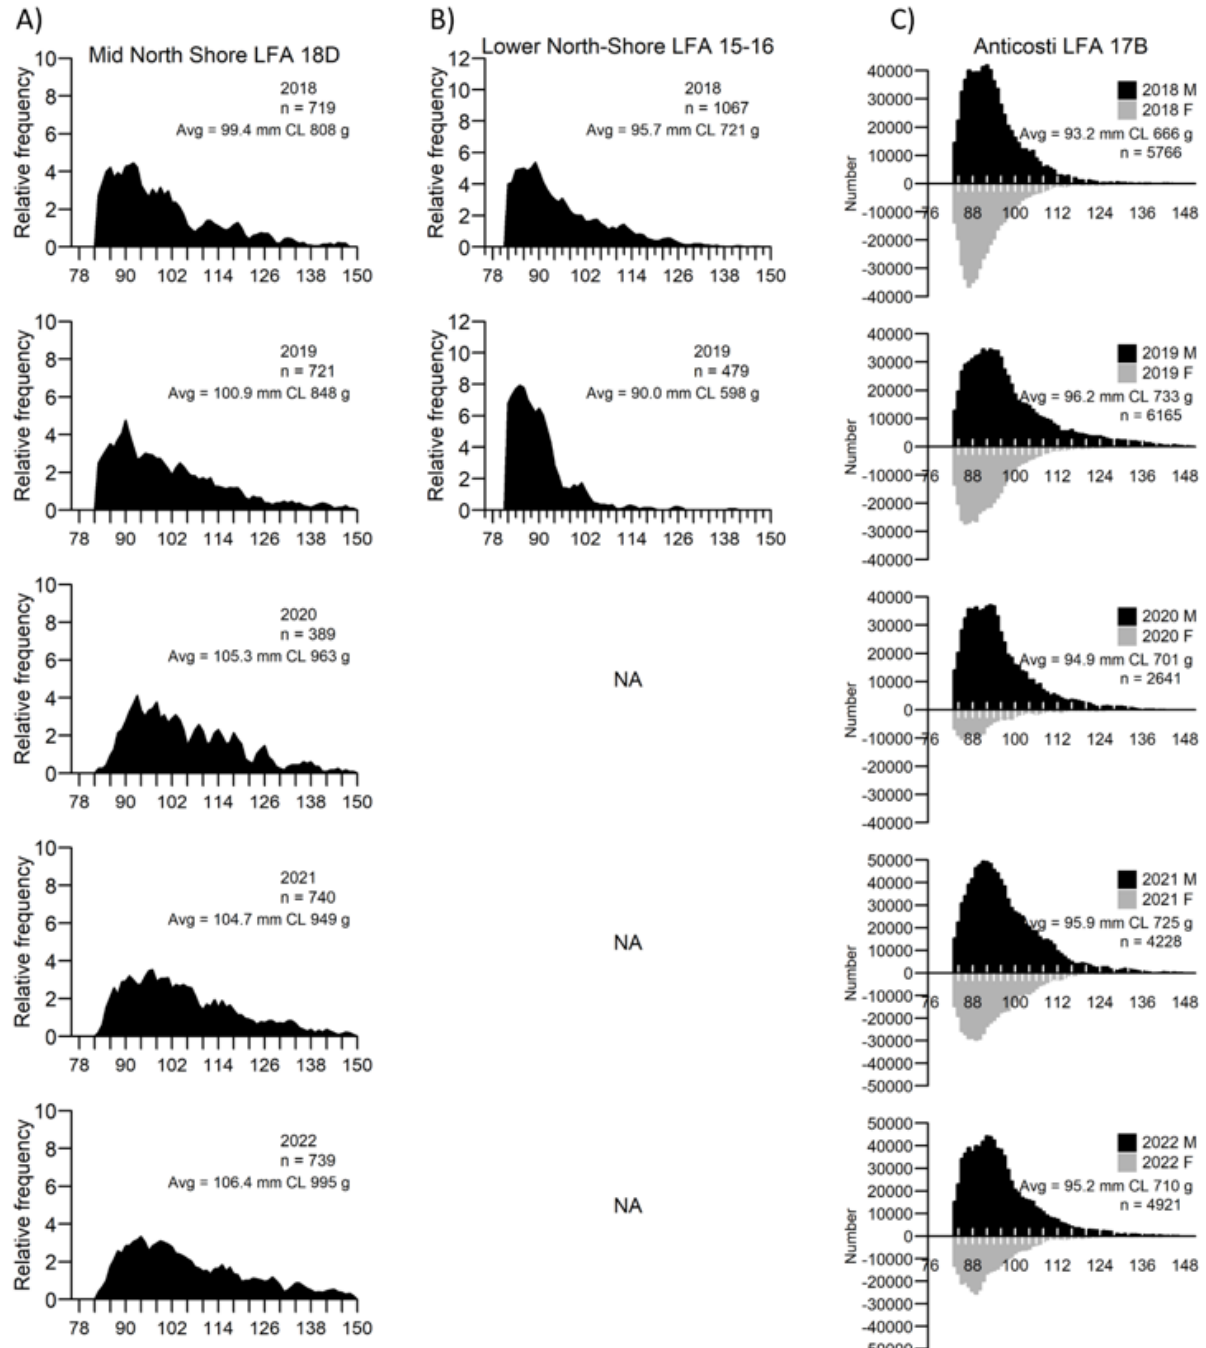 A)
Mid North Shore LFA 18D
Relative frequency
10
8
6
4
2
0
2018
n = 719
Avg = 99.4 mm CL 808 g
78 90 102 114 126 138 150
Relative frequency
10
8
6
4
2
0
2019
n = 721
Avg = 100.9 mm CL 848 g
78 90 102 114 126 138 150
Relative frequency
10
8
6
4
2
0
2020
n = 389
Avg = 105.3 mm CL 963 g
78 90 102 114 126 138 150
Relative frequency
10
8
6
4
2
0
2021
n = 740
Avg = 104.7 mm CL 949 g
78 90 102 114 126 138 150
Relative frequency
10
8
6
4
2
0
2022
n = 739
Avg = 106.4 mm CL 995 g
78 90 102 114 126 138 150
B)
Lower North-Shore LFA 15-16
Relative frequency
12
10
8
6
4
2
0
2018
n = 1067
Avg = 95.7 mm CL 721 g
78 90 102 114 126 138 150
Relative frequency
12
10
8
6
4
2
0
2019
n = 479
Avg = 90.0 mm CL 598 g
78 90 102 114 126 138 150
NA
NA
NA
C)
Anticosti LFA 17B
Number
40000
30000
20000
10000
0
-10000
-20000
-30000
-40000
2018 M
2018 F
Avg = 93.2 mm CL 666 g
n = 5766
76 88 100 112 124 136 148
Number
40000
30000
20000
10000
0
-10000
-20000
-30000
-40000
2019 M
2019 F
Avg = 96.2 mm CL 733 g
n = 6165
76 88 100 112 124 136 148
Number
40000
30000
20000
10000
0
-10000
-20000
-30000
-40000
2020 M
2020 F
Avg = 94.9 mm CL 701 g
n = 2641
76 88 100 112 124 136 148
Number
50000
40000
30000
20000
10000
0
-10000
-20000
-30000
-40000
-50000
2021 M
2021 F
Avg = 95.9 mm CL 725 g
n = 4228
76 88 100 112 124 136 148
Number
50000
40000
30000
20000
10000
0
-10000
-20000
-30000
-40000
-50000
2022 M
2022 F
Avg = 95.2 mm CL 710 g
n = 4921
76 88 100 112 124 136 148